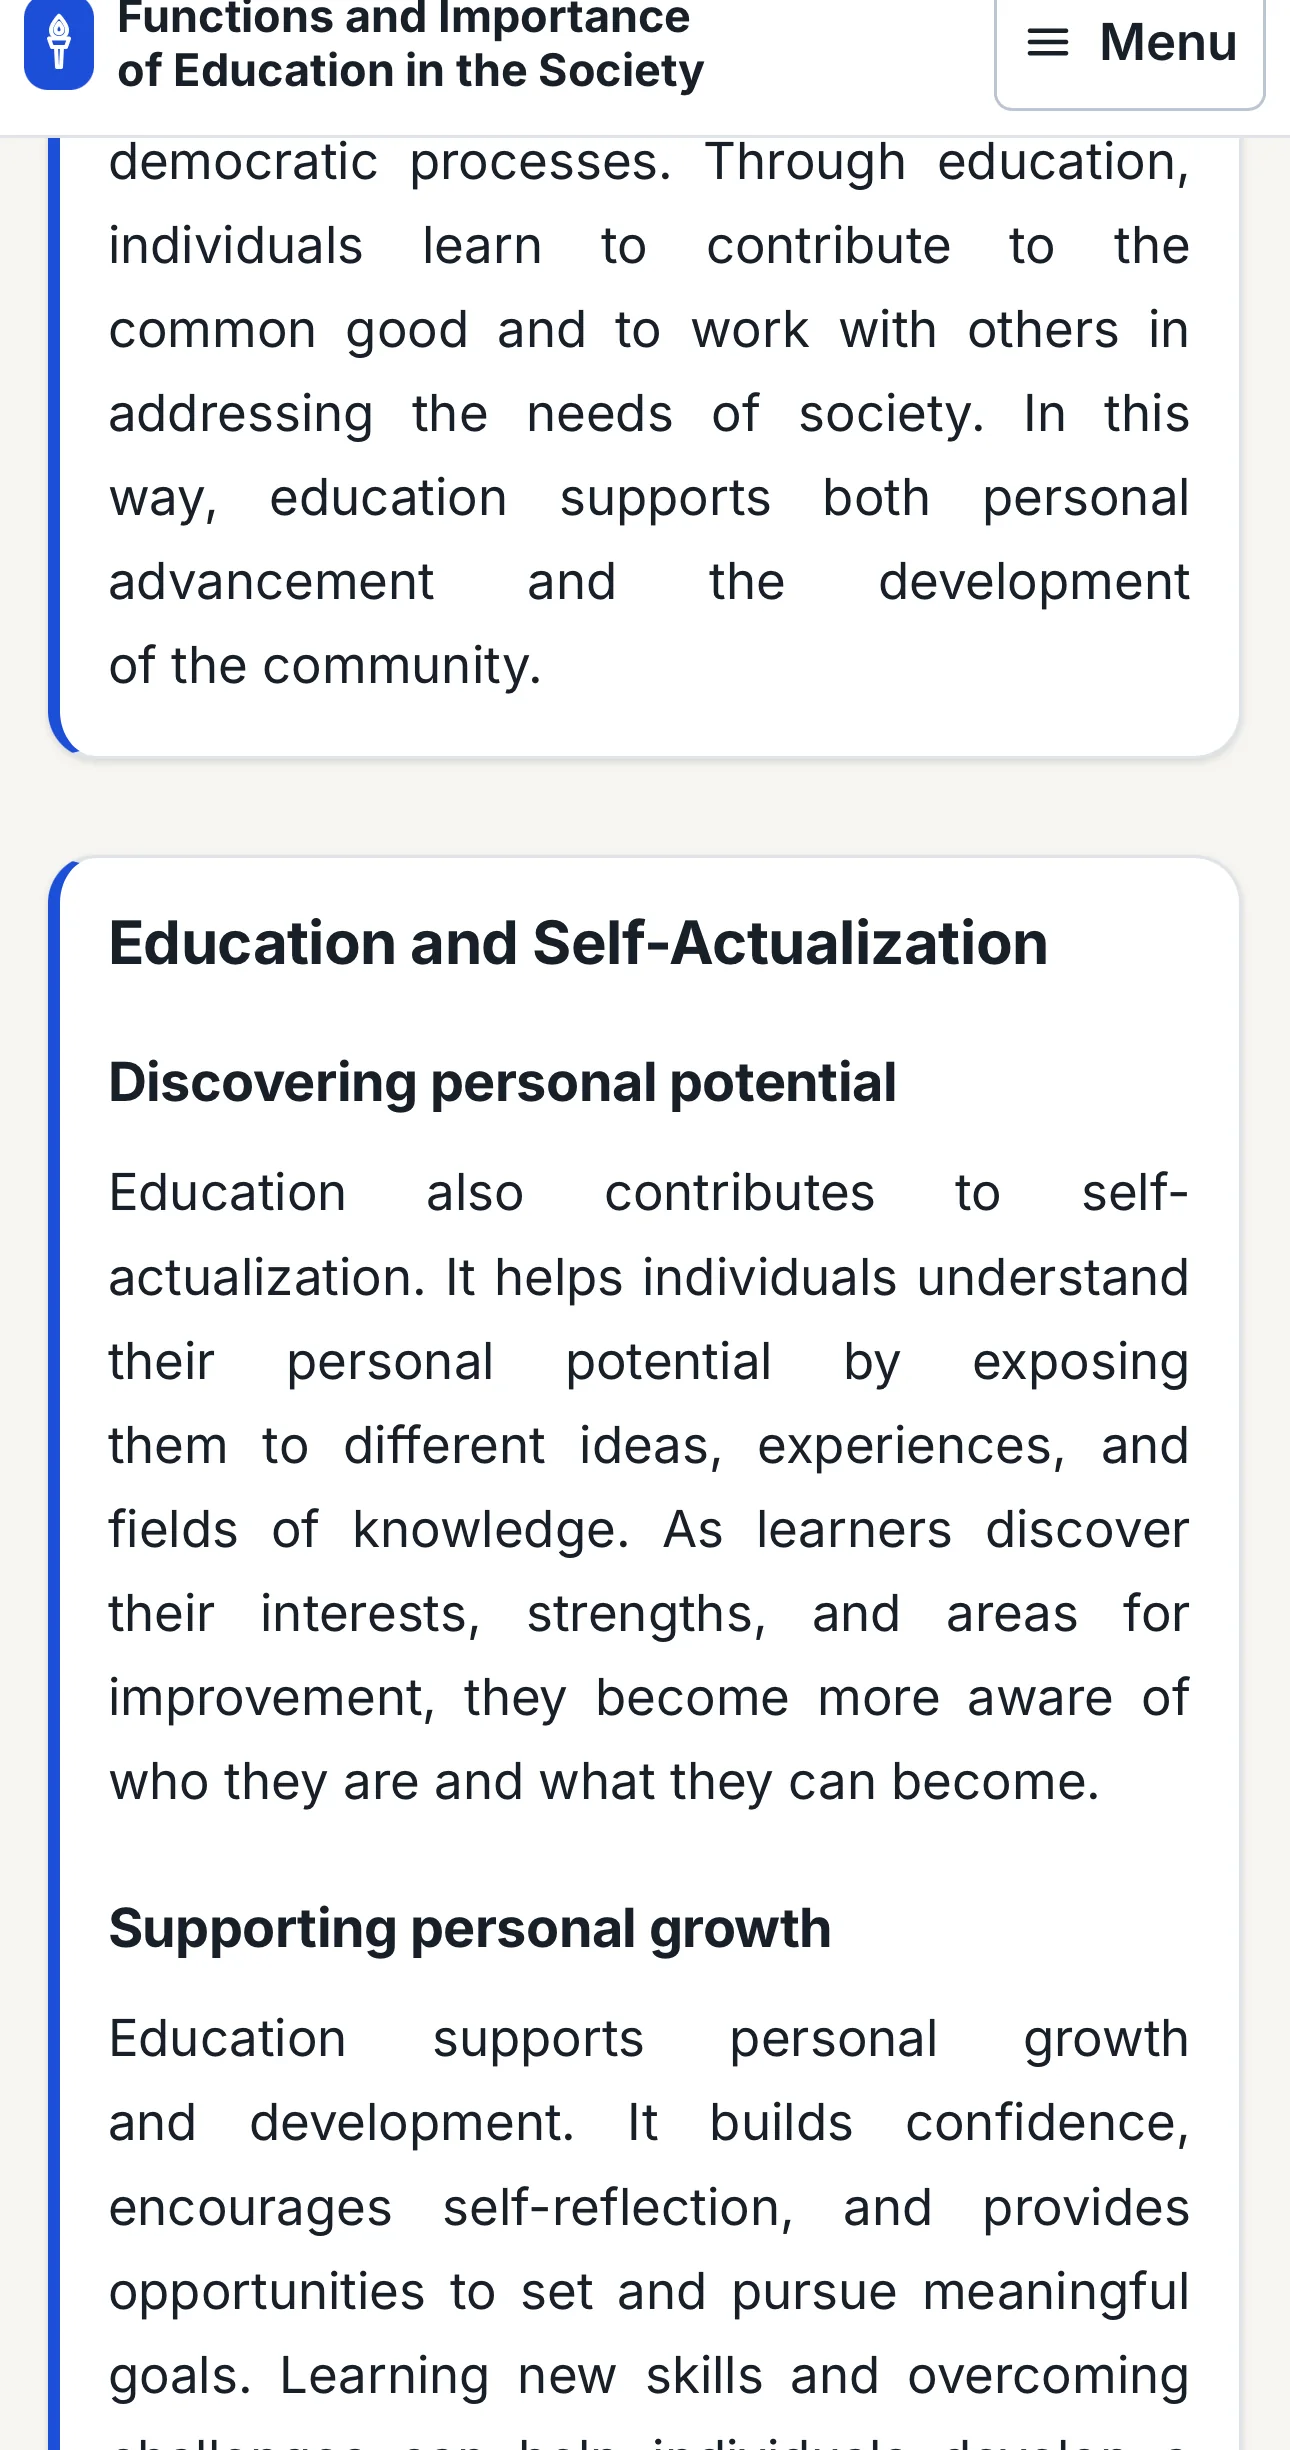 Functions and Importance
of Education in the Society
Menu
democratic processes. Through education,
individuals learn to contribute to the
common good and to work with others in
addressing the needs of society. In this
way, education supports both personal
advancement and the development
of the community.
Education and Self-Actualization
Discovering personal potential
Education also contributes to self-
actualization. It helps individuals understand
their personal potential by exposing
them to different ideas, experiences, and
fields of knowledge. As learners discover
their interests, strengths, and areas for
improvement, they become more aware of
who they are and what they can become.
Supporting personal growth
Education supports personal growth
and development. It builds confidence,
encourages self-reflection, and provides
opportunities to set and pursue meaningful
goals. Learning new skills and overcoming